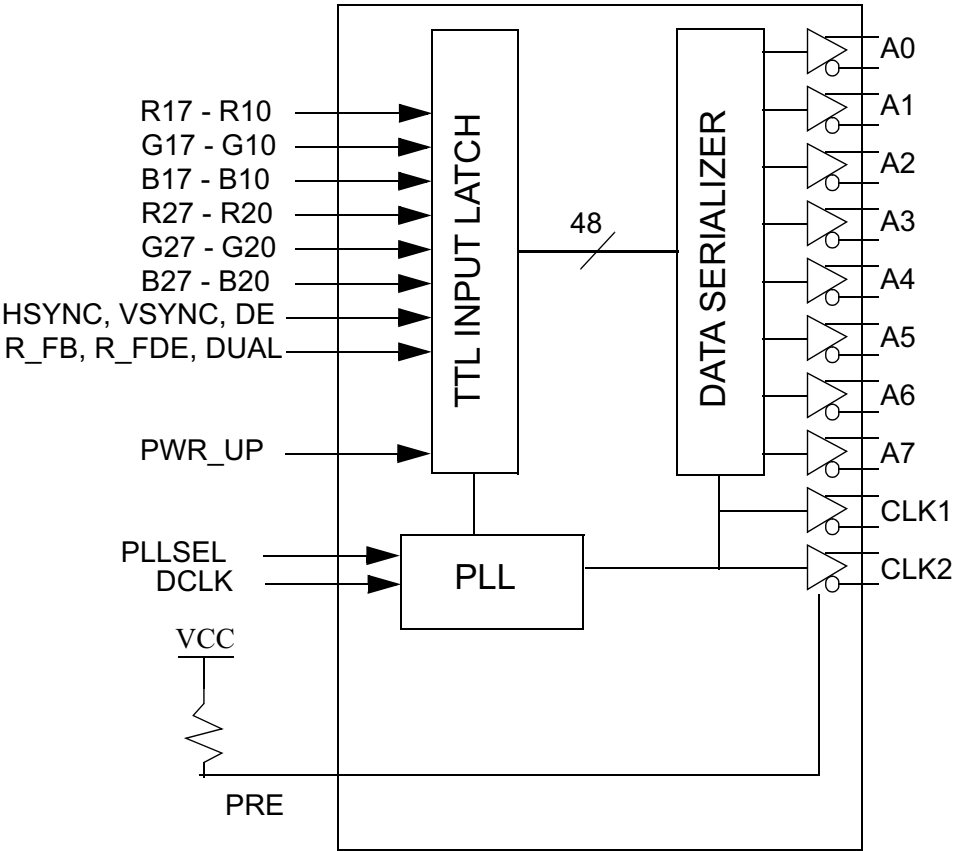 R17 - R10
G17 - G10
B17 - B10
R27 - R20
G27 - G20
B27 - B20
HSYNC, VSYNC, DE
R_FB, R_FDE, DUAL
PWR_UP
PLLSEL
DCLK
VCC
PRE
TTL INPUT LATCH
PLL
48
DATA SERIALIZER
A0
A1
A2
A3
A4
A5
A6
A7
CLK1
CLK2